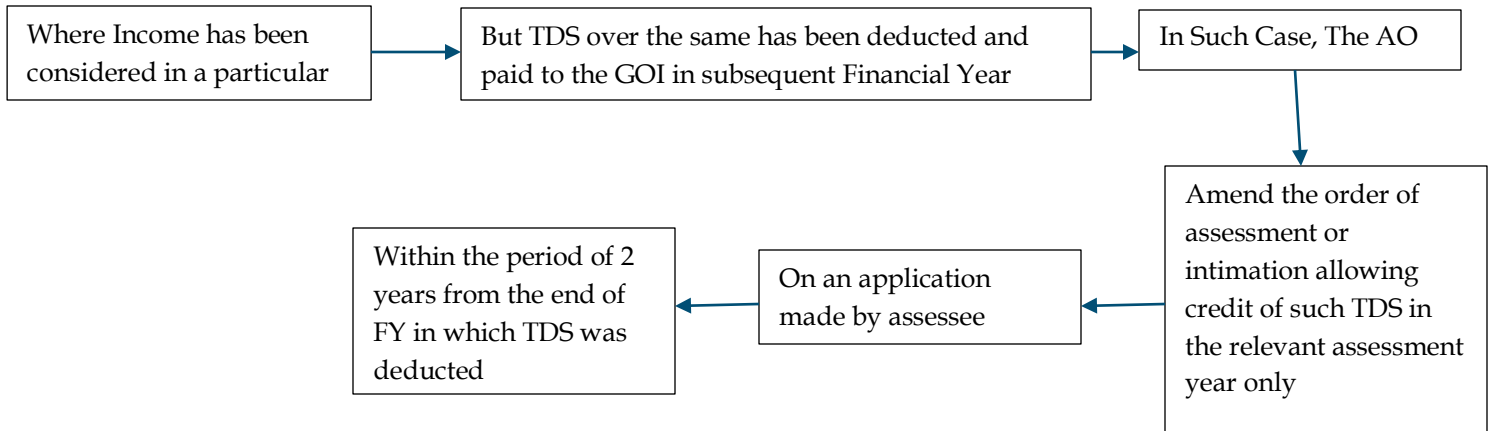 Where Income has been
considered in a particular
But TDS over the same has been deducted and
paid to the GOI in subsequent Financial Year
In Such Case, The AO
Amend the order of
assessment or
intimation allowing
credit of such TDS in
the relevant assessment
year only
On an application
made by assessee
Within the period of 2
years from the end of
FY in which TDS was
deducted